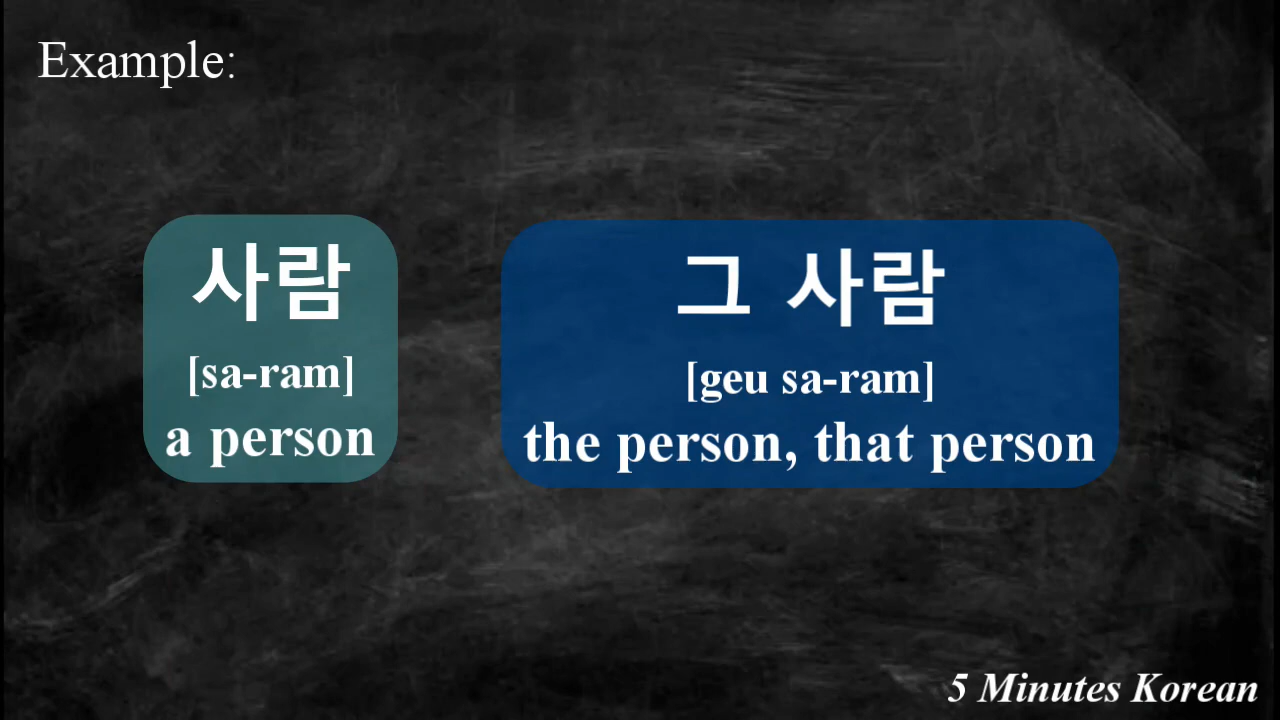 Example:
사람
[sa-ram]
a person
그 사람
[geu sa-ram]
the person, that person
5 Minutes Korean